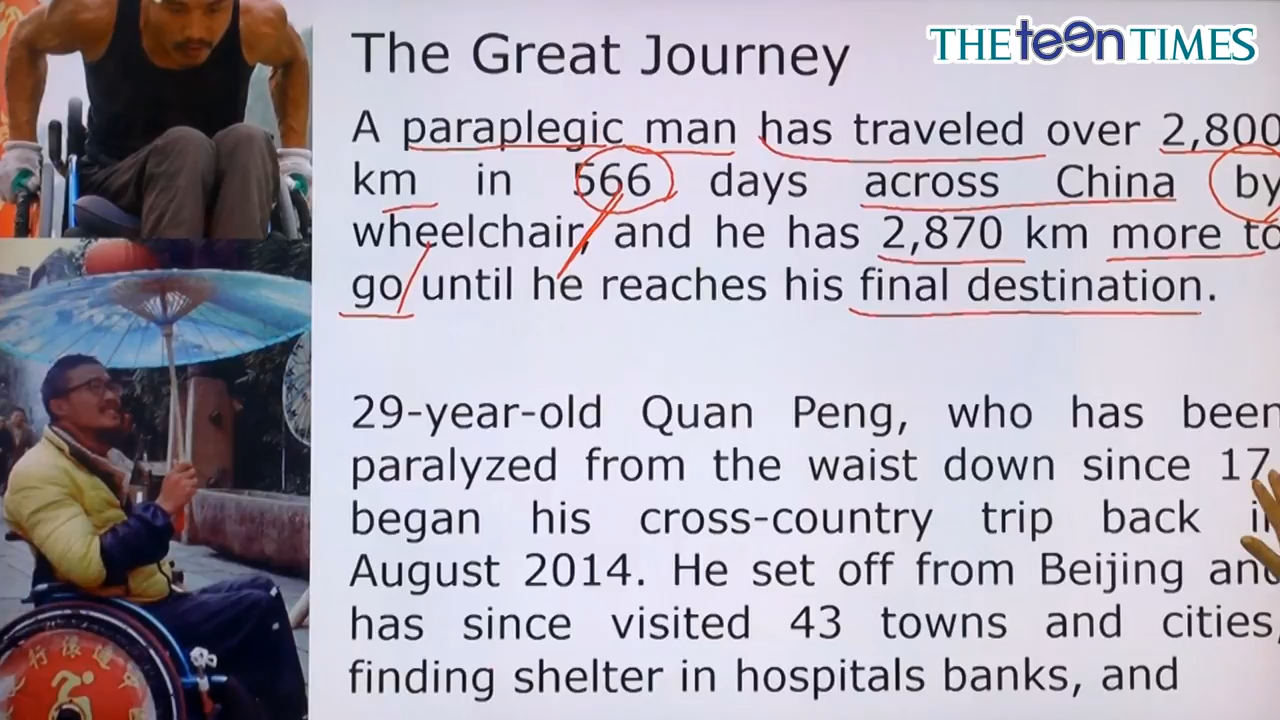 THE teen TIMES
The Great Journey
A paraplegic man has traveled over 2,800
km in 566 days across China by
wheelchair, and he has 2,870 km more to
go until he reaches his final destination.
29-year-old Quan Peng, who has been
paralyzed from the waist down since 17,
began his cross-country trip back in
August 2014. He set off from Beijing and
has since visited 43 towns and cities,
finding shelter in hospitals banks, and